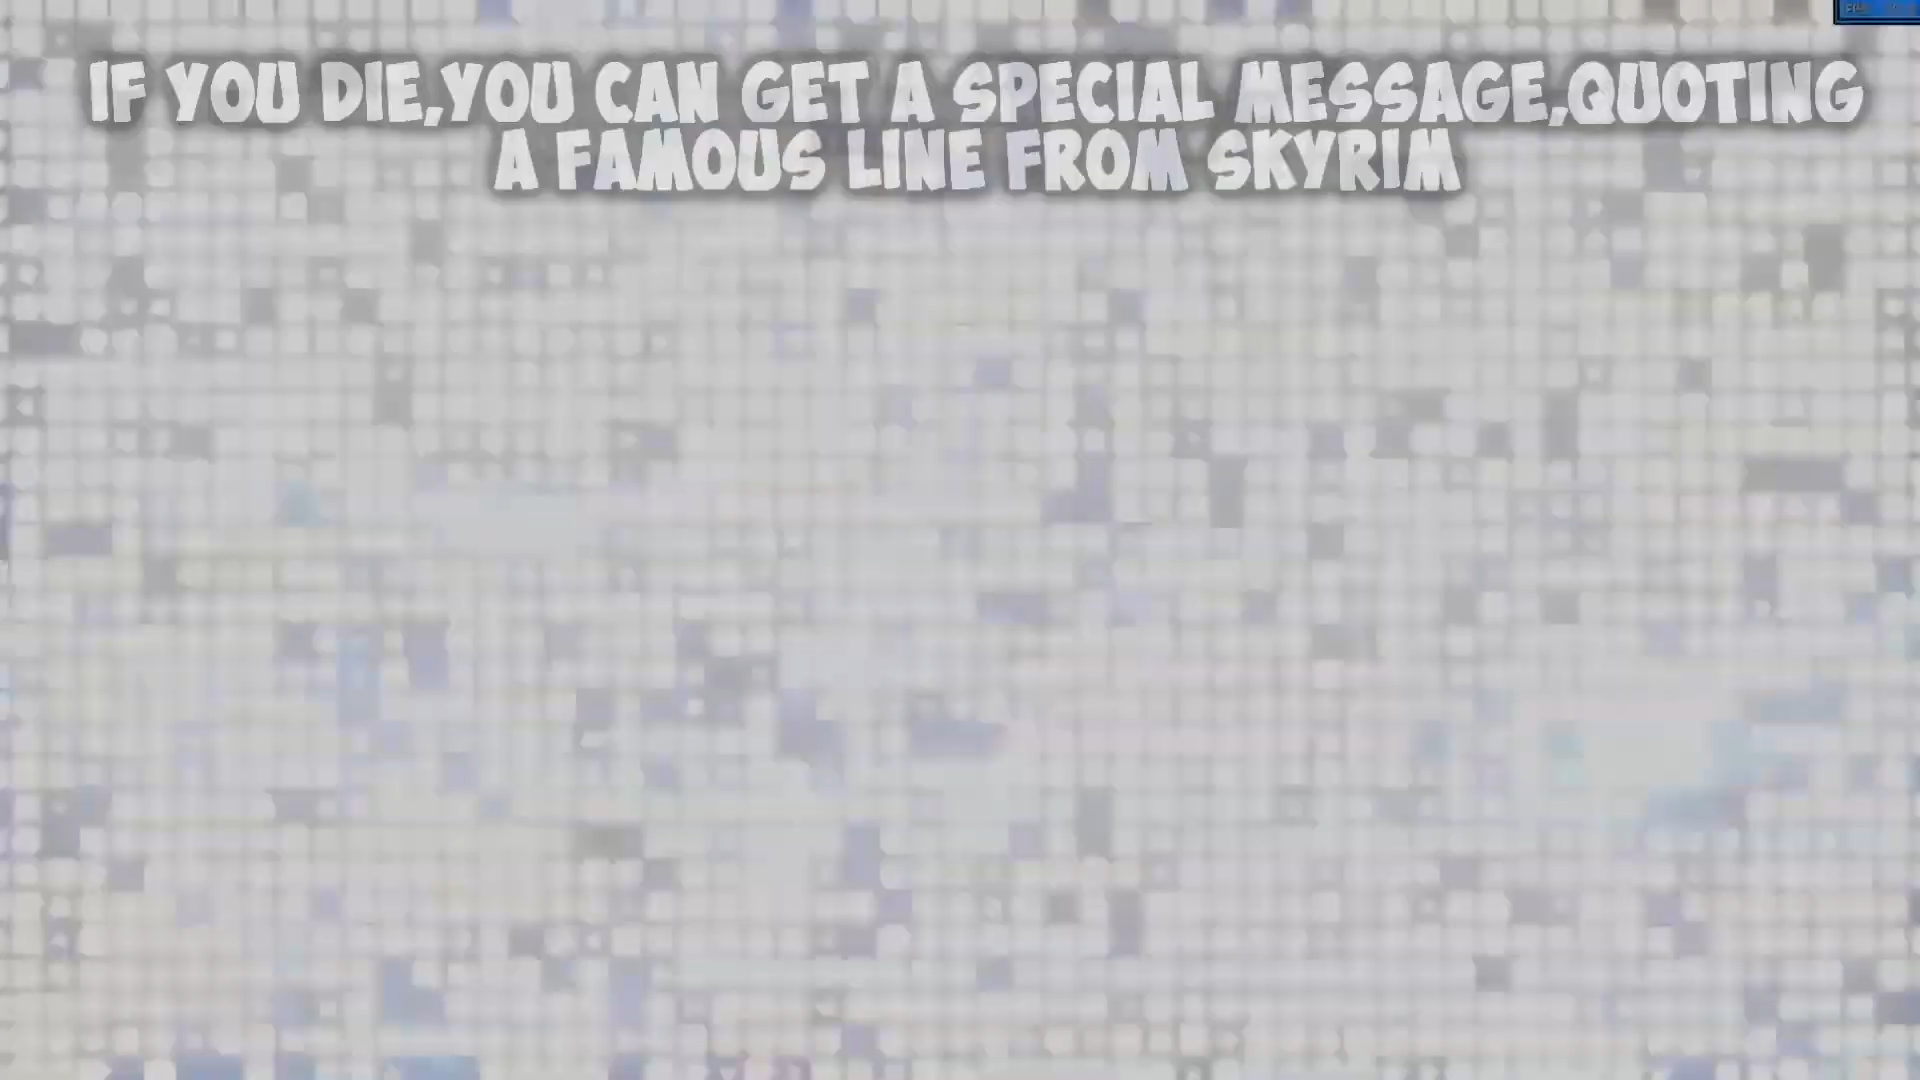 IF YOU DIE,YOU CAN GET A SPECIAL MESSAGE,QUOTING
A FAMOUS LINE FROM SKYRIM